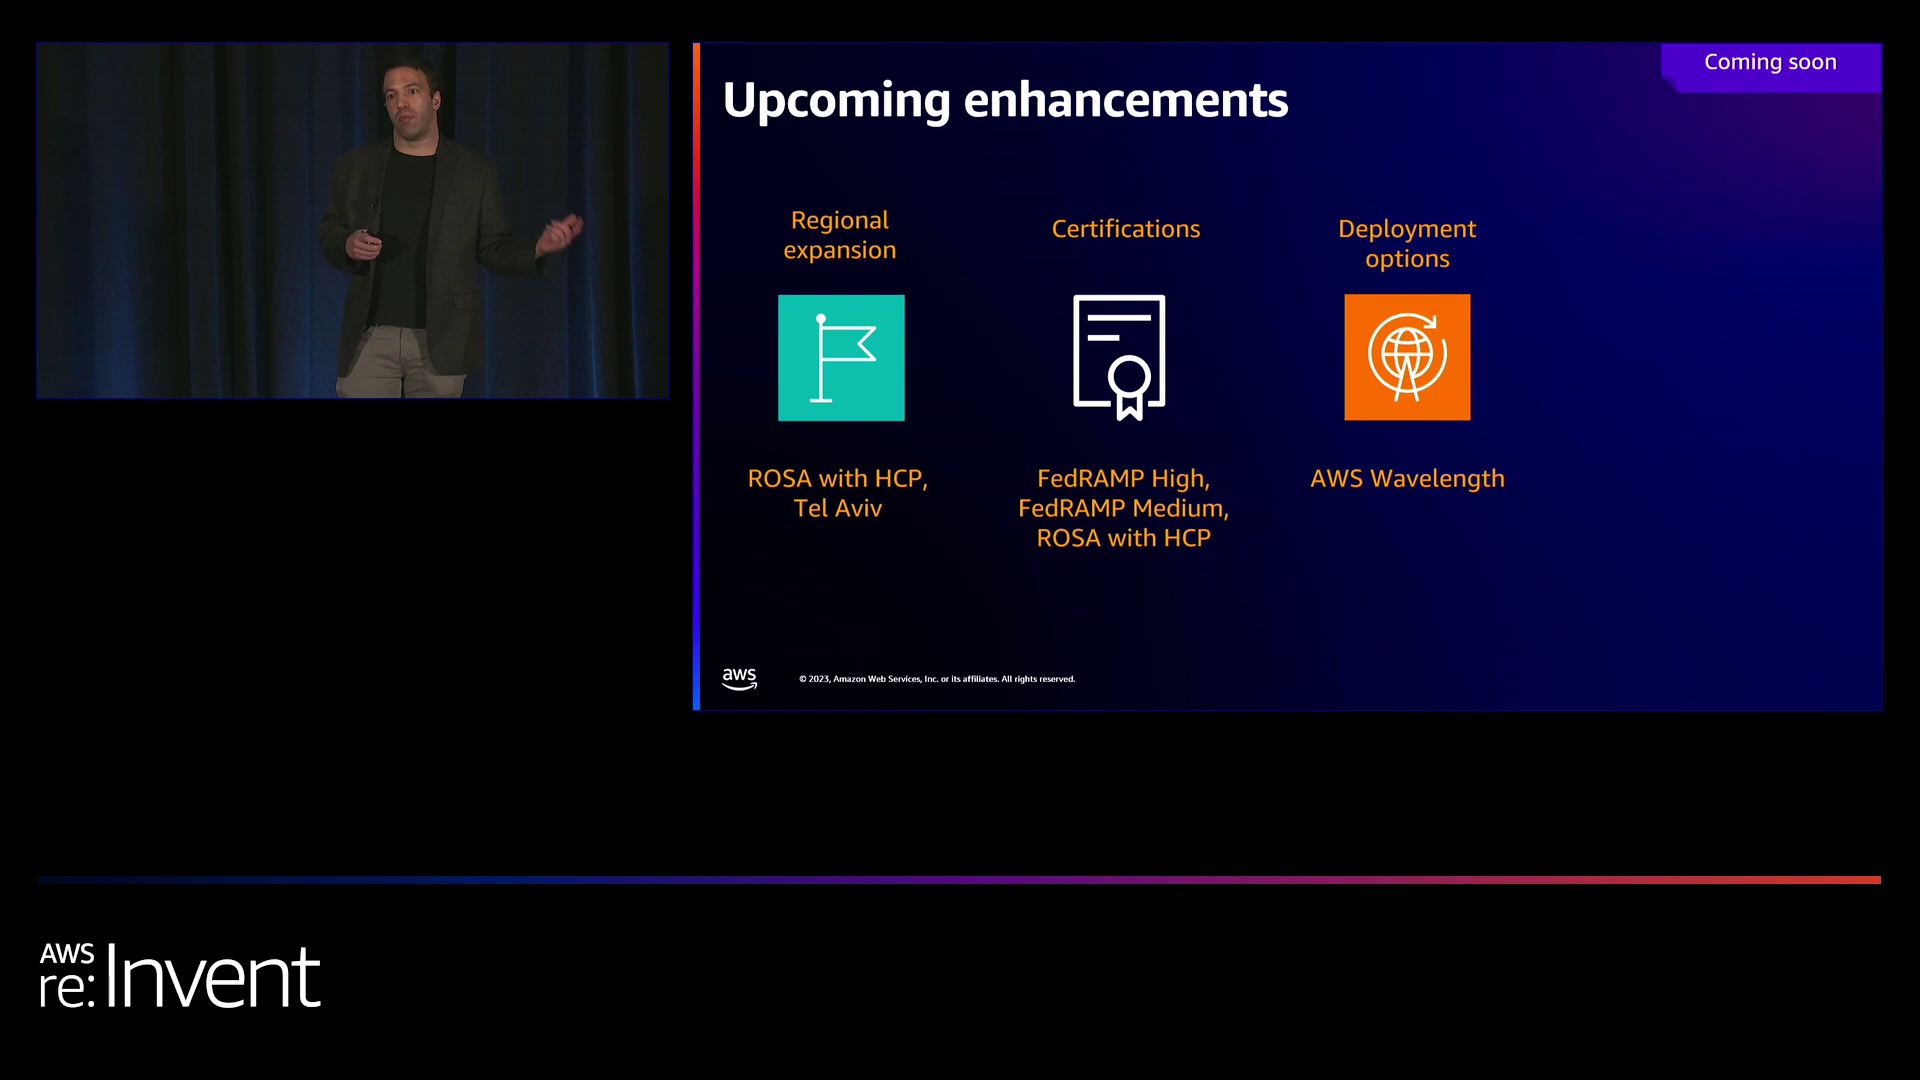 Coming soon
Upcoming enhancements
Regional
expansion
Certifications
Deployment
options
ROSA with HCP,
Tel Aviv
FedRAMP High,
FedRAMP Medium,
ROSA with HCP
AWS Wavelength
aws
© 2023, Amazon Web Services, Inc. or its affiliates. All rights reserved.
AWS
re:Invent